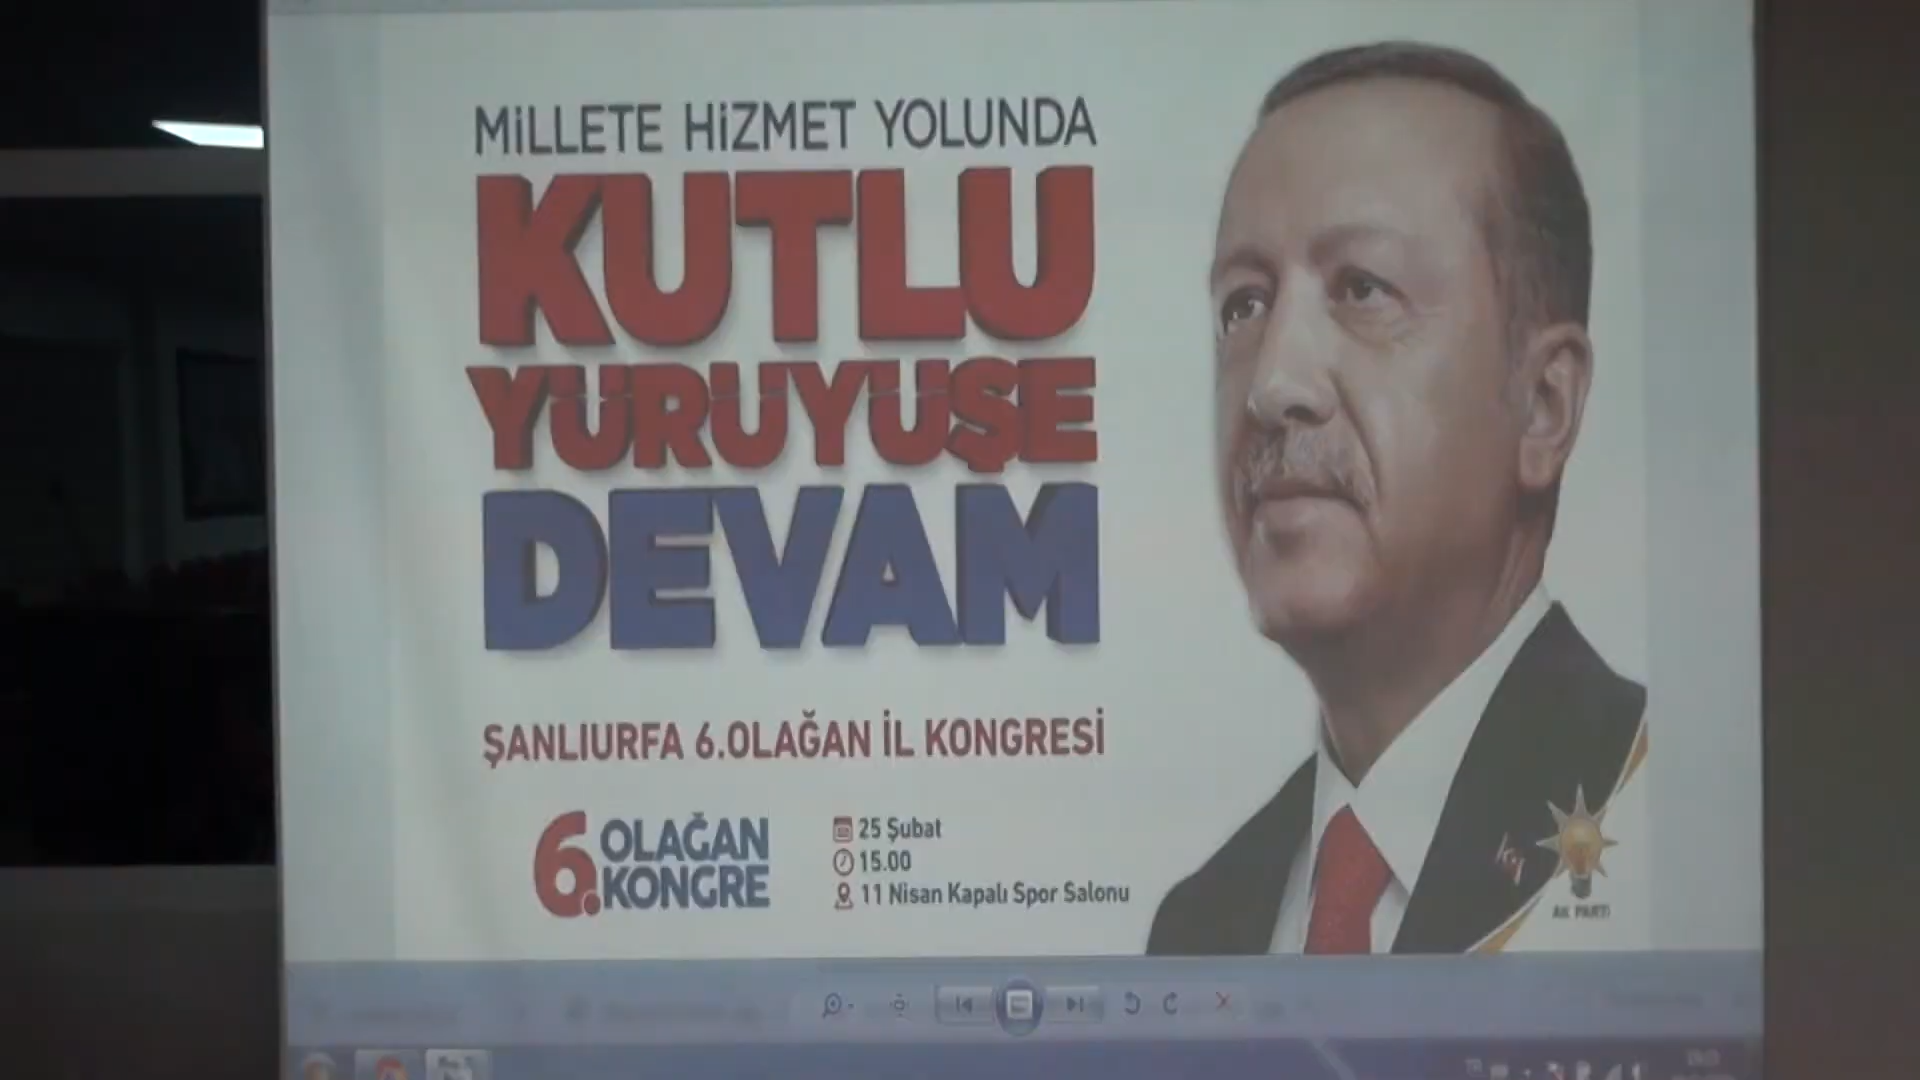 MİLLETE HİZMET YOLUNDA
KUTLU
YÜRÜYÜŞE
DEVAM
ŞANLIURFA 6.OLAĞAN İL KONGRESİ
6. OLAĞAN
KONGRE
25 Şubat
15.00
11 Nisan Kapalı Spor Salonu
AK PARTİ